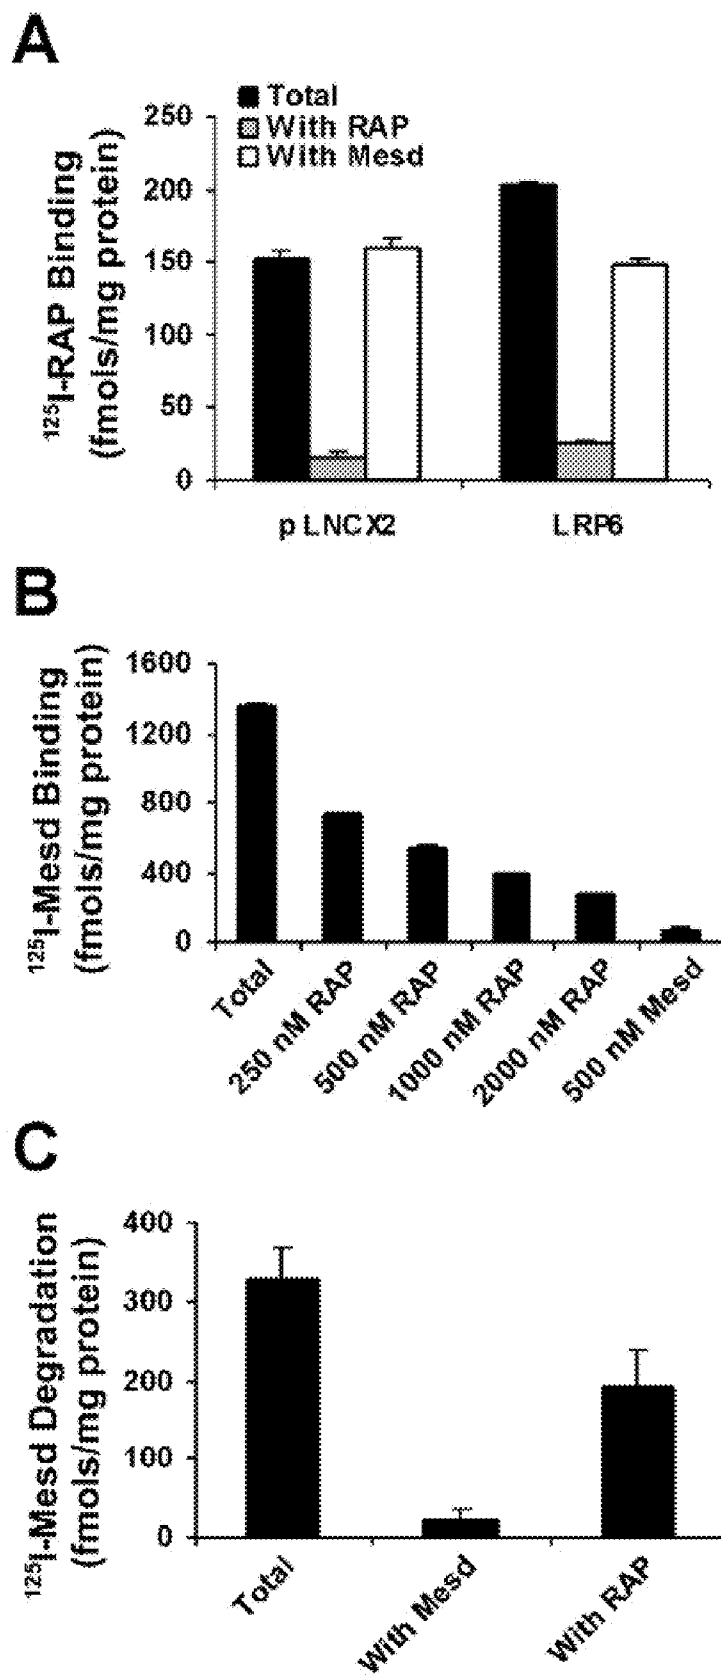 A
Total
With RAP
With Mesd
¹²⁵I-RAP Binding
(fmols/mg protein)
250
200
150
100
50
0
pLNCX2
LRP6
B
¹²⁵I-Mesd Binding
(fmols/mg protein)
1600
1200
800
400
0
Total
250 nM RAP
500 nM RAP
1000 nM RAP
2000 nM RAP
500 nM Mesd
C
¹²⁵I-Mesd Degradation
(fmols/mg protein)
400
300
200
100
0
Total
With Mesd
With RAP